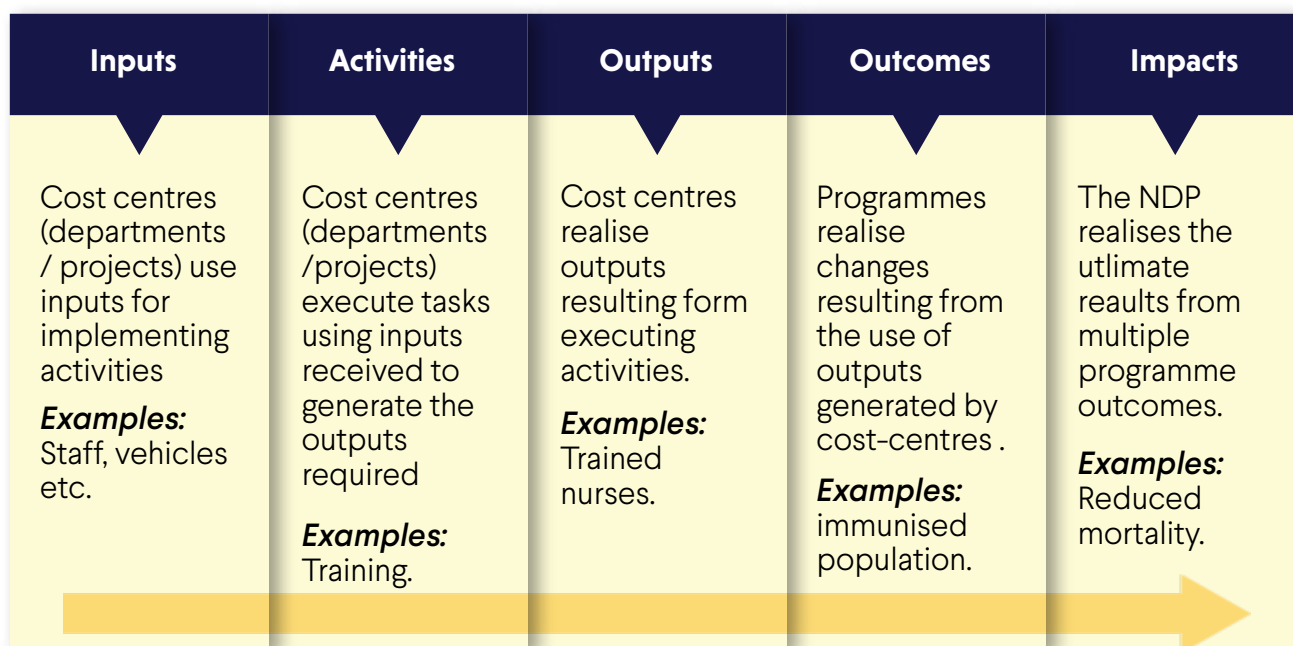 Inputs
Cost centres
(departments
/ projects) use
inputs for
implementing
activities
Examples:
Staff, vehicles
etc.
Activities
Cost centres
(departments
/projects)
execute tasks
using inputs
received to
generate the
outputs
required
Examples:
Training.
Outputs
Cost centres
realise
outputs
resulting form
executing
activities.
Examples:
Trained
nurses.
Outcomes
Programmes
realise
changes
resulting from
the use of
outputs
generated by
cost-centres .
Examples:
immunised
population.
Impacts
The NDP
realises the
utlimate
reaults from
multiple
programme
outcomes.
Examples:
Reduced
mortality.